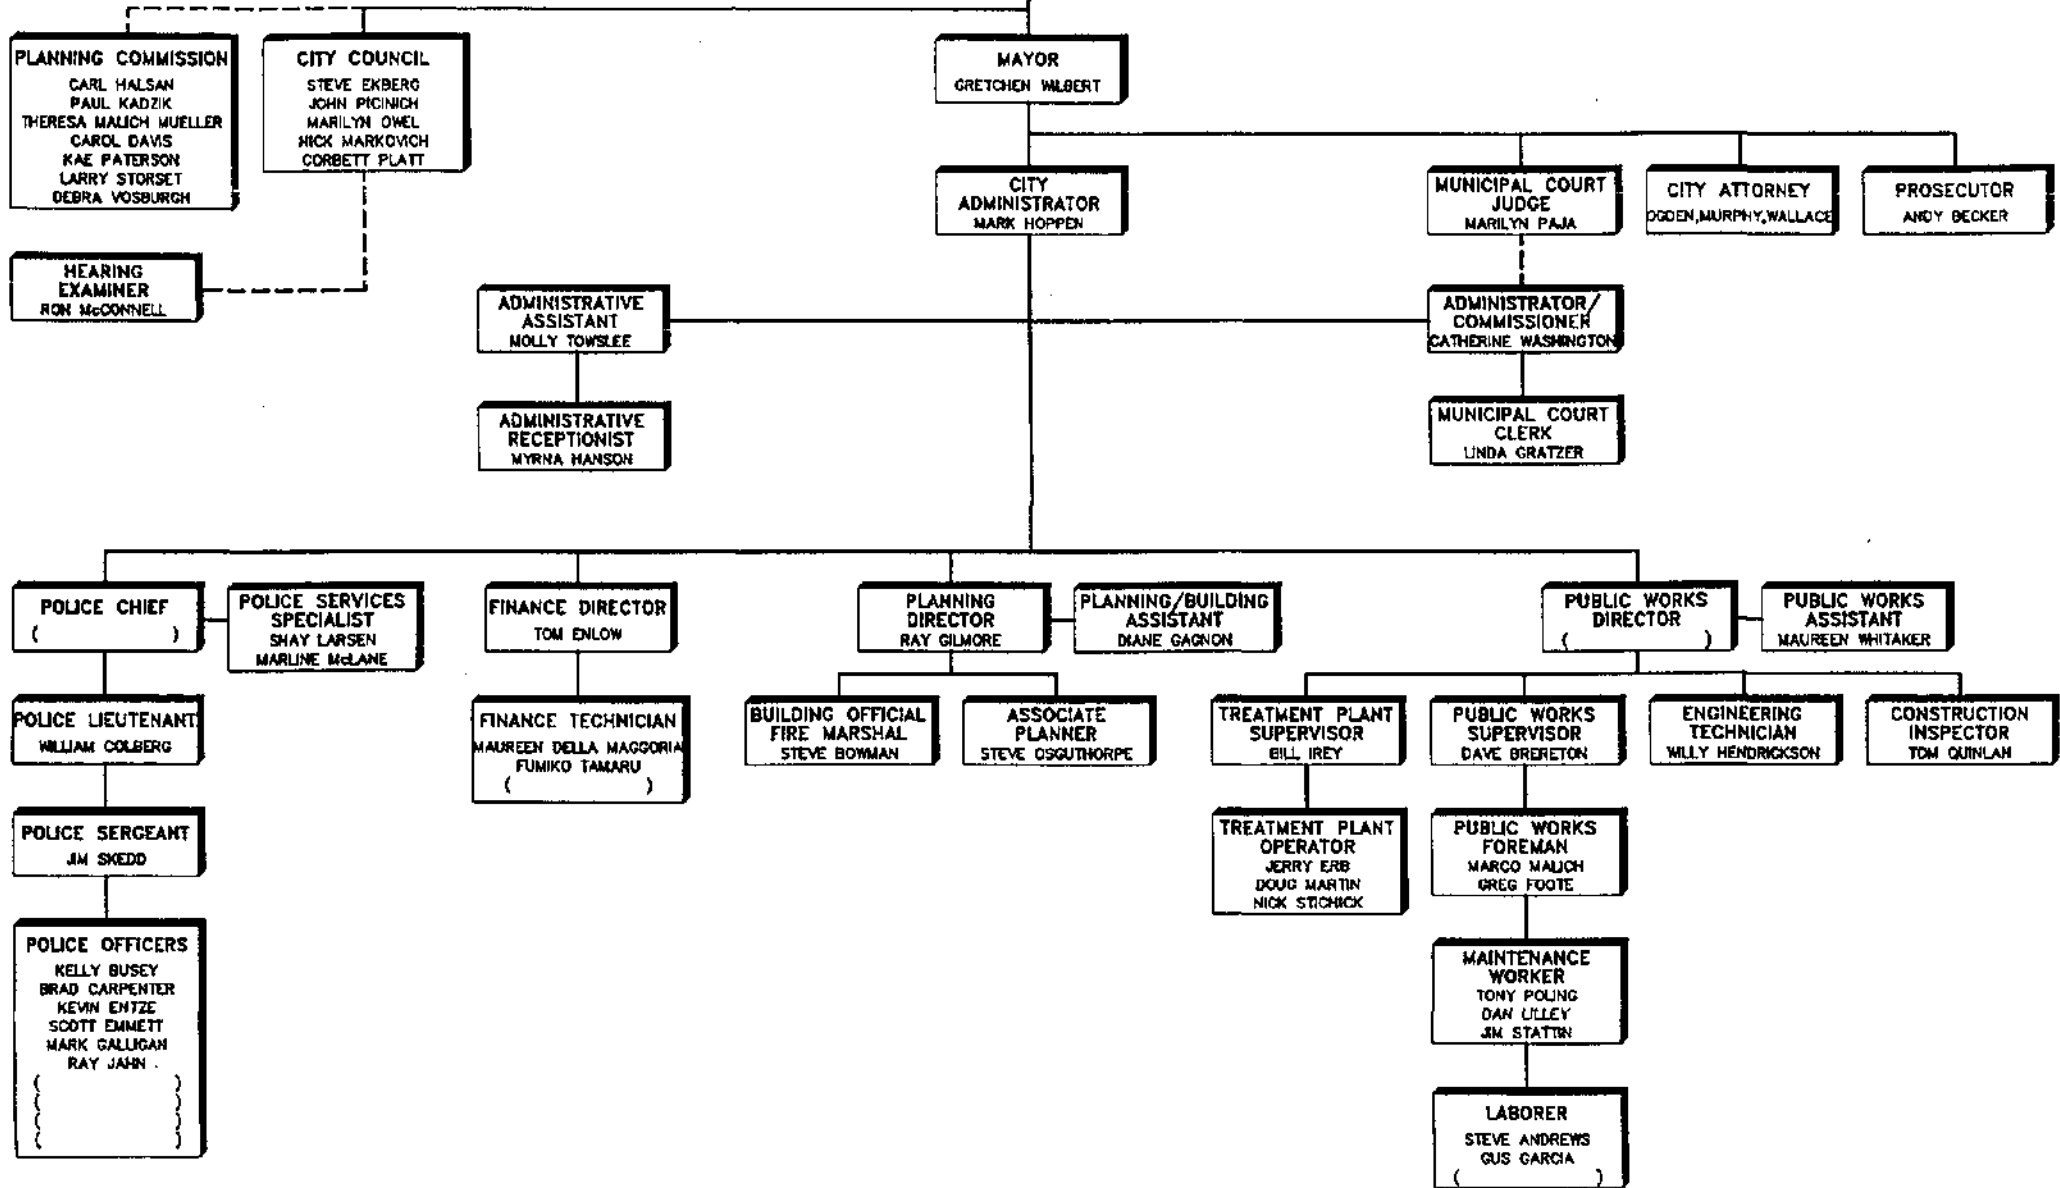 PLANNING COMMISSION
CARL HALSAN
PAUL KADZIK
THERESA MALICH MUELLER
CAROL DAVIS
KAE PATERSON
LARRY STORSET
DEBRA VOSBURGH
CITY COUNCIL
STEVE EKBERG
JOHN PICINICH
MARILYN OWEL
NICK MARKOVICH
CORBETT PLATT
MAYOR
GRETCHEN WILBERT
CITY
ADMINISTRATOR
MARK HOPPEN
MUNICIPAL COURT
JUDGE
MARILYN PAJA
CITY ATTORNEY
OGDEN,MURPHY,WALLACE
PROSECUTOR
ANDY BECKER
HEARING
EXAMINER
RON McCONNELL
ADMINISTRATIVE
ASSISTANT
MOLLY TOWSLEE
ADMINISTRATOR/
COMMISSIONER
CATHERINE WASHINGTON
ADMINISTRATIVE
RECEPTIONIST
MYRNA HANSON
MUNICIPAL COURT
CLERK
LINDA GRATZER
POLICE CHIEF
( )
POLICE SERVICES
SPECIALIST
SHAY LARSEN
MARLINE McLANE
FINANCE DIRECTOR
TOM ENLOW
PLANNING
DIRECTOR
RAY GILMORE
PLANNING/BUILDING
ASSISTANT
DIANE GAGNON
PUBLIC WORKS
DIRECTOR
( )
PUBLIC WORKS
ASSISTANT
MAUREEN WHITAKER
POLICE LIEUTENANT
WILLIAM COLBERG
FINANCE TECHNICIAN
MAUREEN DELLA MAGGORIA
FUMIKO TAMARU
( )
BUILDING OFFICIAL
FIRE MARSHAL
STEVE BOWMAN
ASSOCIATE
PLANNER
STEVE OSGUTHORPE
TREATMENT PLANT
SUPERVISOR
BILL IREY
PUBLIC WORKS
SUPERVISOR
DAVE BRERETON
ENGINEERING
TECHNICIAN
WILLY HENDRICKSON
CONSTRUCTION
INSPECTOR
TOM QUINLAN
POLICE SERGEANT
JIM SKEDD
TREATMENT PLANT
OPERATOR
JERRY ERB
DOUG MARTIN
NICK STICHICK
PUBLIC WORKS
FOREMAN
MARCO MALICH
GREG FOOTE
POLICE OFFICERS
KELLY BUSEY
BRAD CARPENTER
KEVIN ENTZE
SCOTT EMMETT
MARK GALLIGAN
RAY JAHN
( )
( )
( )
( )
MAINTENANCE
WORKER
TONY POLING
DAN LILLEY
JIM STATTIN
LABORER
STEVE ANDREWS
GUS GARCIA
( )